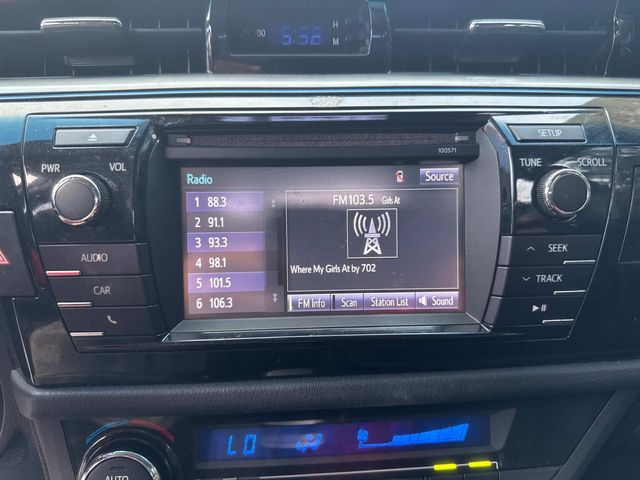 00 5:56 H
M
100571
PWR VOL
SETUP
TUNE SCROLL
Radio
Source
1 88.3
2 91.1
3 93.3
4 98.1
5 101.5
6 106.3
FM103.5 Girls At
Where My Girls At by 702
FM Info Scan Station List Sound
AUDIO
CAR
SEEK
TRACK
LO
AUTO